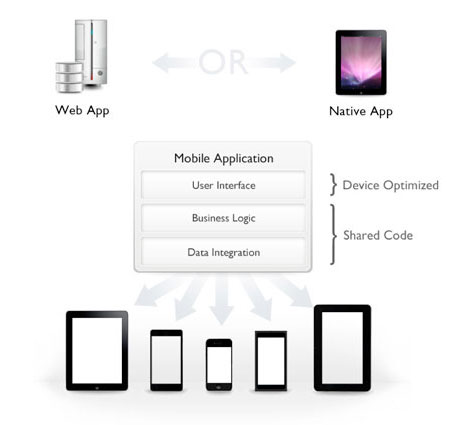 OR
Web App
Native App
Mobile Application
User Interface
Device Optimized
Business Logic
Shared Code
Data Integration